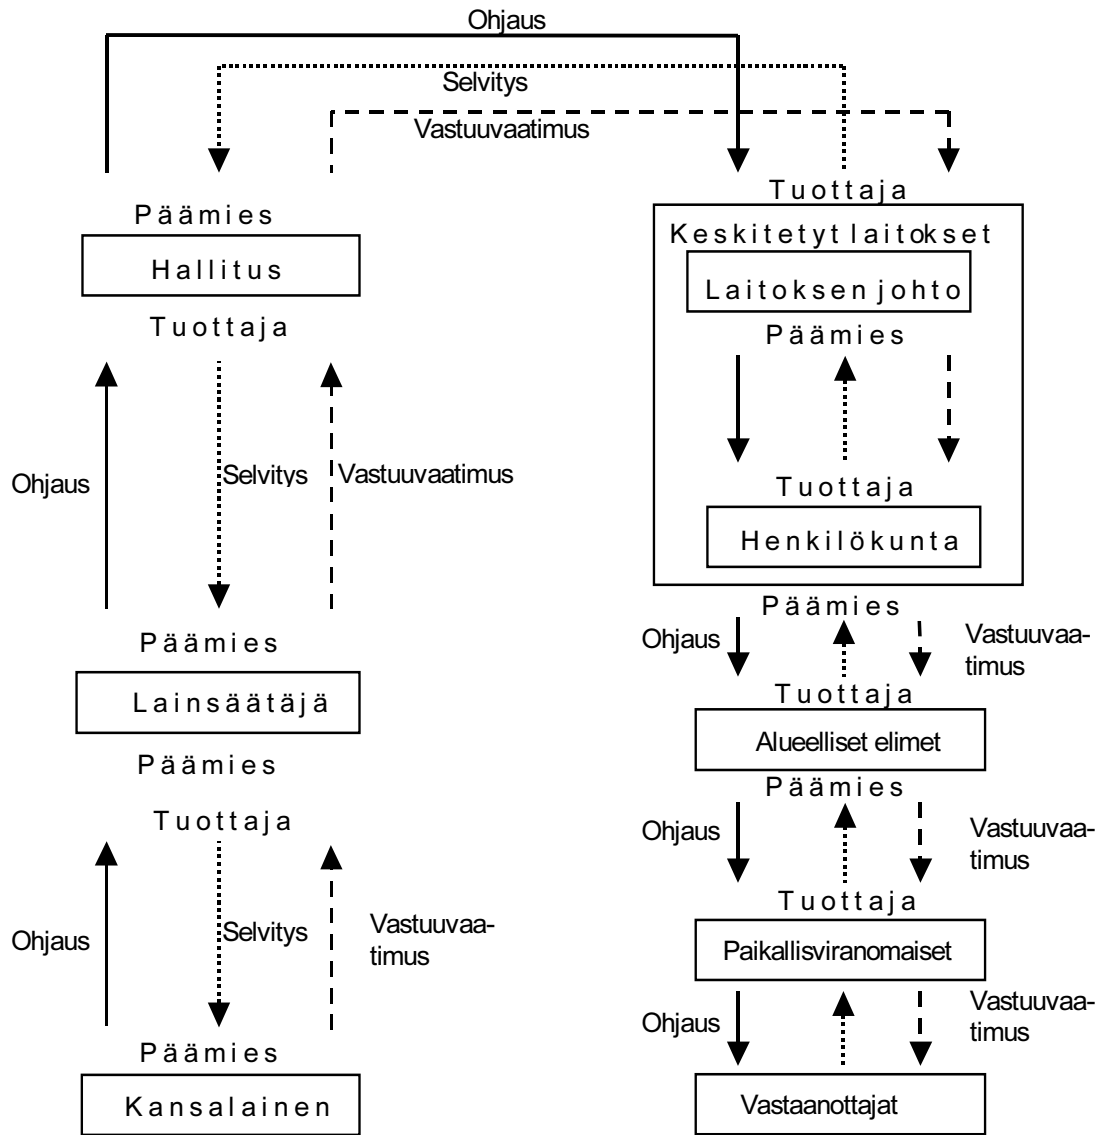 Ohjaus
Selvitys
Vastuuvaatimus
Päämies
Hallitus
Tuottaja
Ohjaus
Selvitys
Vastuuvaatimus
Päämies
Lainsäätäjä
Päämies
Tuottaja
Ohjaus
Selvitys
Vastuuvaa-
timus
Päämies
Kansalainen
Tuottaja
Keskitetyt laitokset
Laitoksen johto
Päämies
Tuottaja
Henkilökunta
Päämies
Ohjaus
Vastuuvaa-
timus
Tuottaja
Alueelliset elimet
Päämies
Ohjaus
Vastuuvaa-
timus
Tuottaja
Paikallisviranomaiset
Ohjaus
Vastuuvaa-
timus
Vastaanottajat